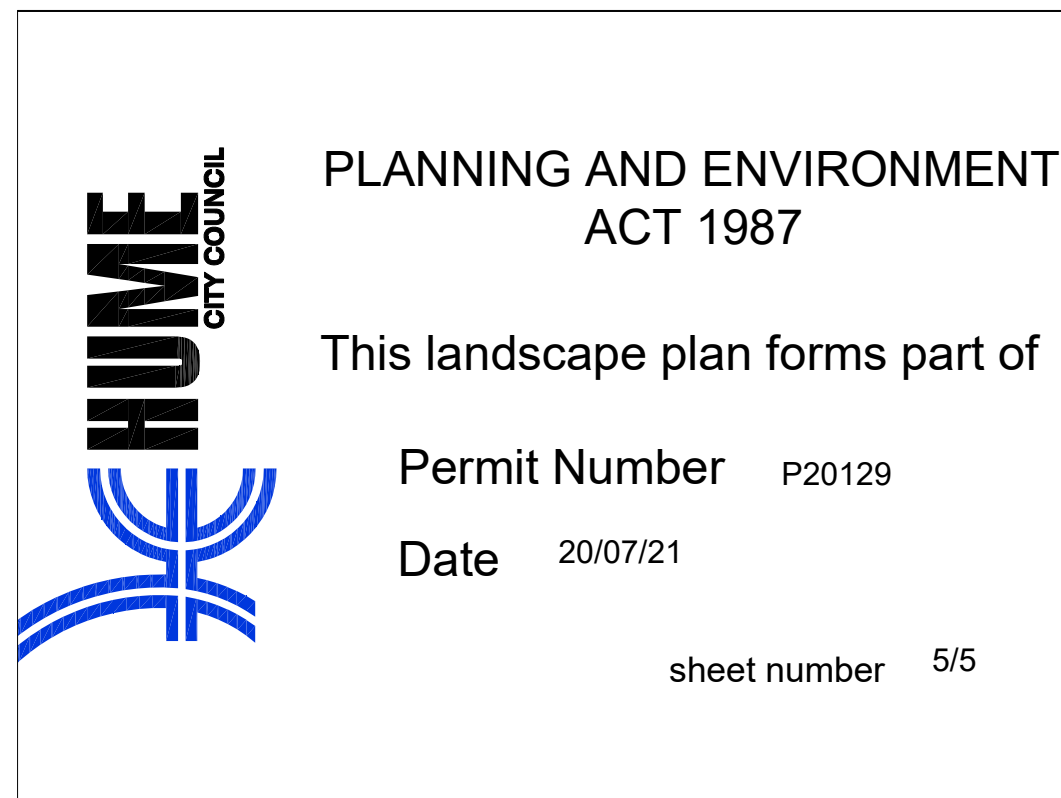 HUME
CITY COUNCIL
PLANNING AND ENVIRONMENT
ACT 1987
This landscape plan forms part of
Permit Number P20129
Date 20/07/21
sheet number 5/5